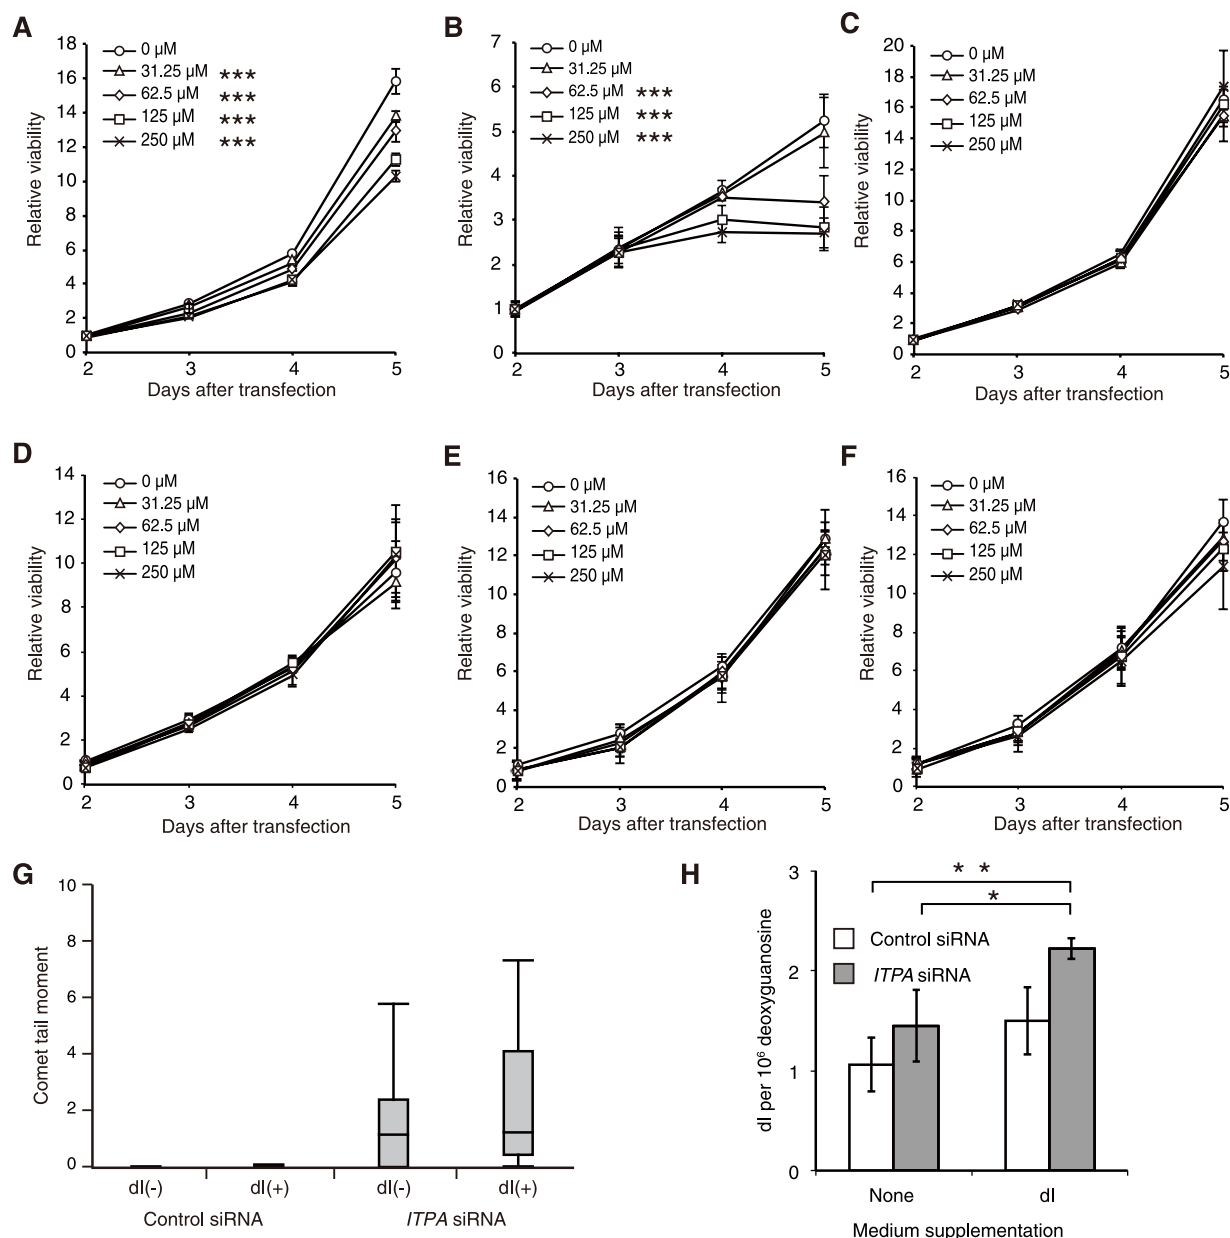 A
18
16
14
12
10
8
6
4
2
0
Relative viability
0 µM
31.25 µM ***
62.5 µM ***
125 µM ***
250 µM ***
2 3 4 5
Days after transfection
B
7
6
5
4
3
2
1
0
Relative viability
0 µM
31.25 µM
62.5 µM ***
125 µM ***
250 µM ***
2 3 4 5
Days after transfection
C
20
18
16
14
12
10
8
6
4
2
0
Relative viability
0 µM
31.25 µM
62.5 µM
125 µM
250 µM
2 3 4 5
Days after transfection
D
14
12
10
8
6
4
2
0
Relative viability
0 µM
31.25 µM
62.5 µM
125 µM
250 µM
2 3 4 5
Days after transfection
E
16
14
12
10
8
6
4
2
0
Relative viability
0 µM
31.25 µM
62.5 µM
125 µM
250 µM
2 3 4 5
Days after transfection
F
16
14
12
10
8
6
4
2
0
Relative viability
0 µM
31.25 µM
62.5 µM
125 µM
250 µM
2 3 4 5
Days after transfection
G
10
8
6
4
2
0
Comet tail moment
dI(-) dI(+) dI(-) dI(+)
Control siRNA ITPA siRNA
H
3
2
1
0
dI per 10⁶ deoxyguanosine
* *
*
Control siRNA
ITPA siRNA
None dI
Medium supplementation